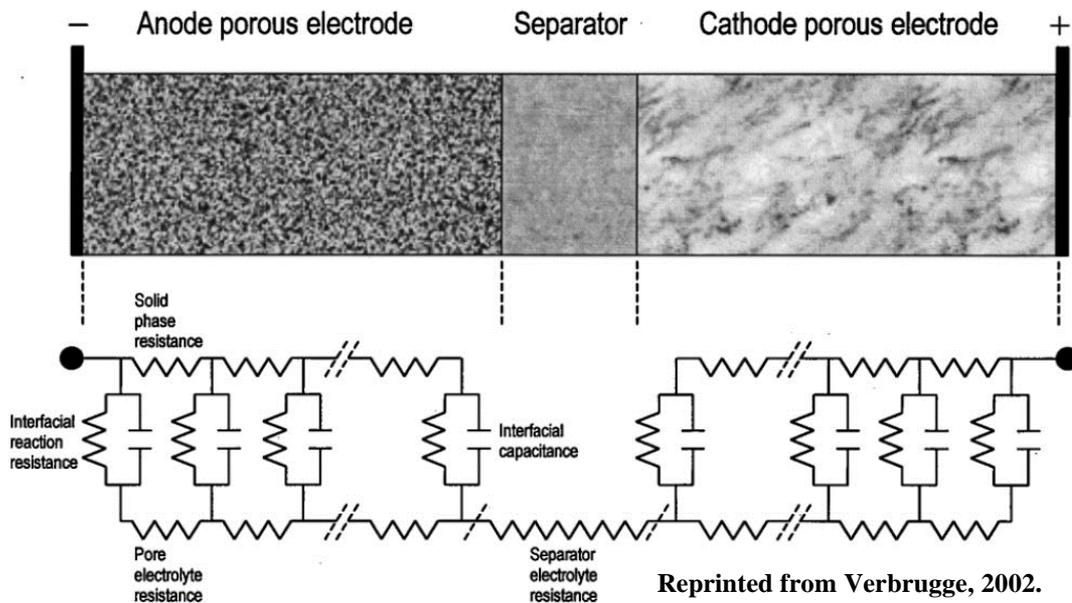 − Anode porous electrode Separator Cathode porous electrode +
Solid
phase
resistance
Interfacial
reaction
resistance
Interfacial
capacitance
Pore
electrolyte
resistance
Separator
electrolyte
resistance
Reprinted from Verbrugge, 2002.